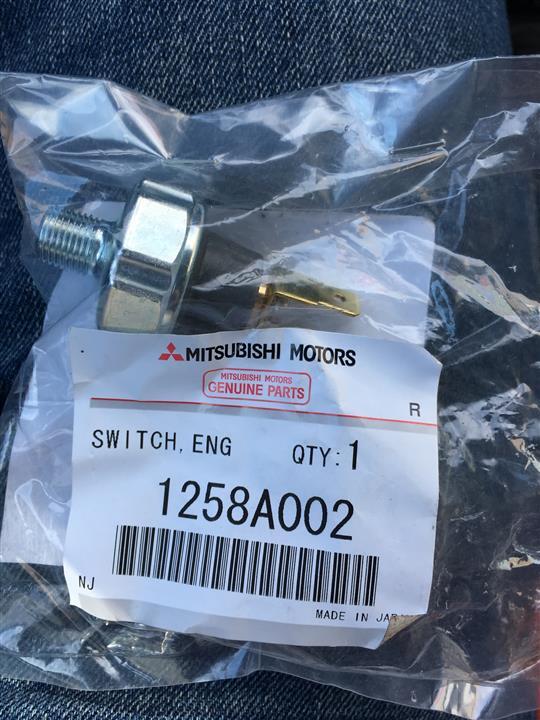 MITSUBISHI MOTORS
MITSUBISHI MOTORS
GENUINE PARTS
R
SWITCH, ENG QTY: 1
1258A002
NJ
MADE IN JAPAN